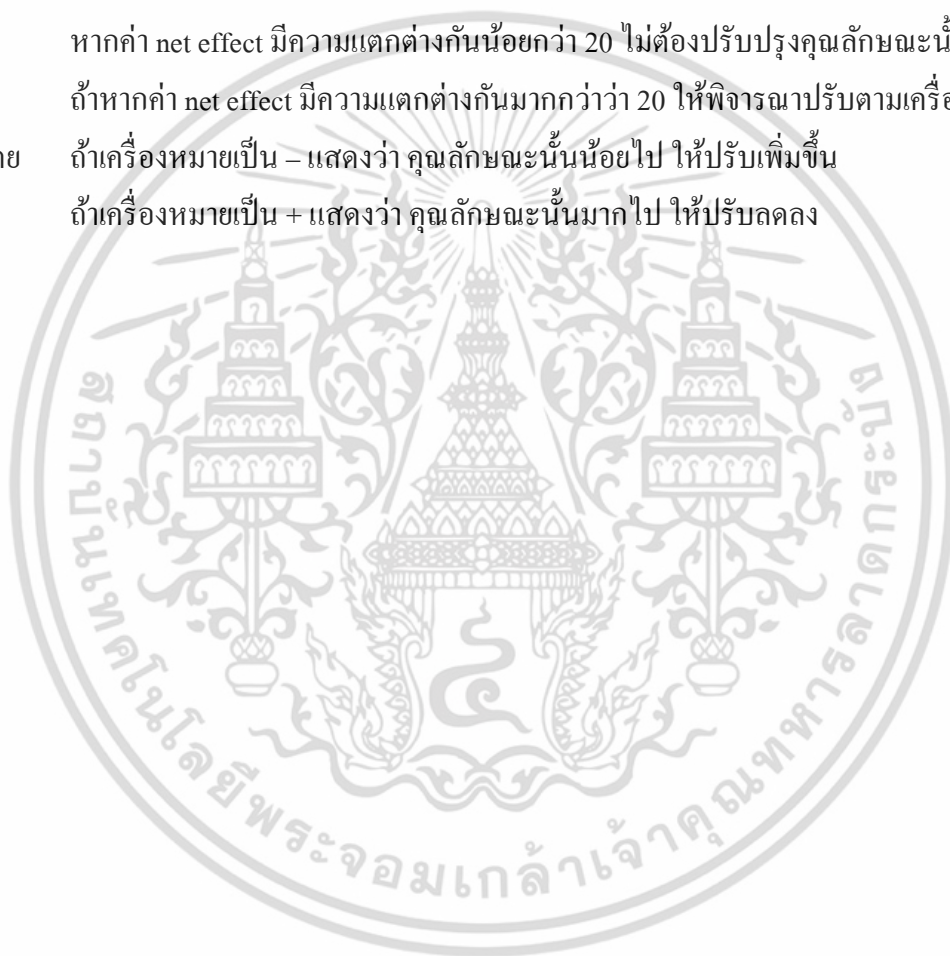 หากค่า net effect มีความแตกต่างกันน้อยกว่า 20 ไม่ต้องปรับปรุงคุณลักษณะ
ถ้าหากค่า net effect มีความแตกต่างกันมากกว่าว่า 20 ให้พิจารณาปรับตาม
ถ้าเครื่องหมายเป็น – แสดงว่า คุณลักษณะนั้นน้อยไป ให้ปรับเพิ่มขึ้น
ถ้าเครื่องหมายเป็น + แสดงว่า คุณลักษณะนั้นมากไป ให้ปรับลดลง
สถาบันเทคโนโลยีพระจอมเกล้าเจ้าคุณทหารลาดกระบัง